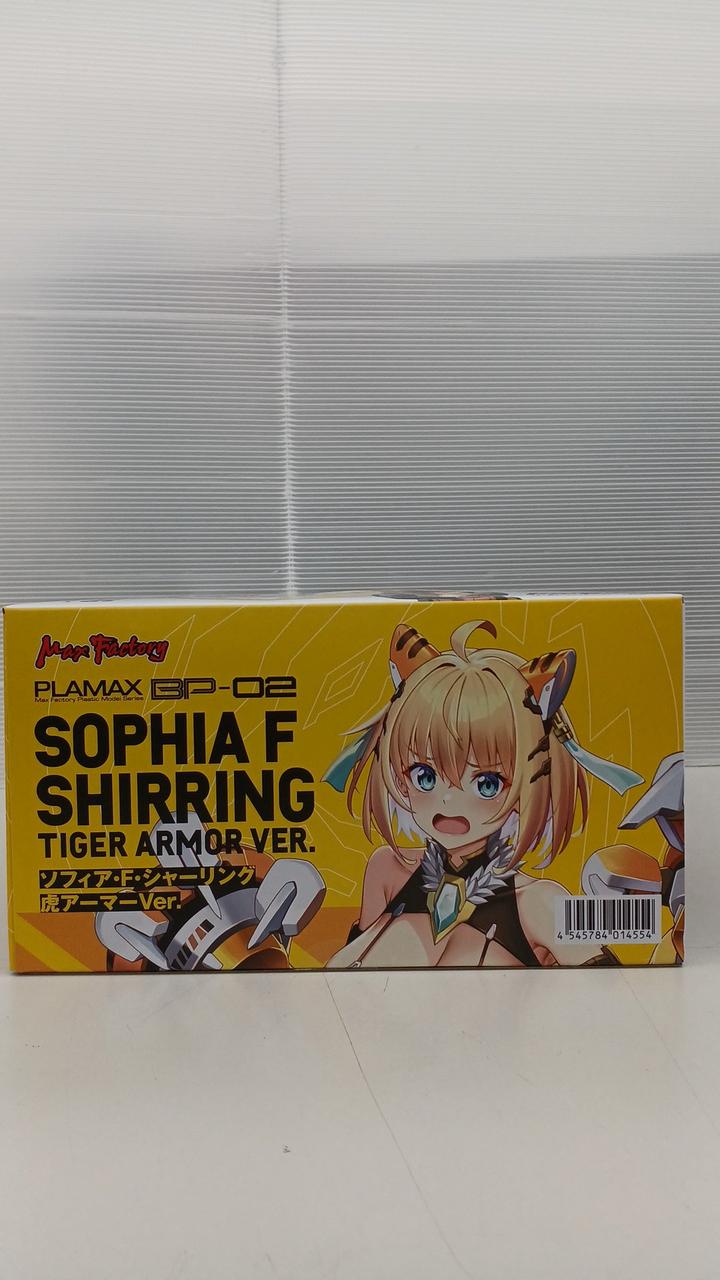 Max Factory
PLAMAX BP-02
Max Factory Plastic Model Series
SOPHIA F
SHIRRING
TIGER ARMOR VER.
ソフィア・F・シャーリング
虎アーマーVer.
4 545784 014554